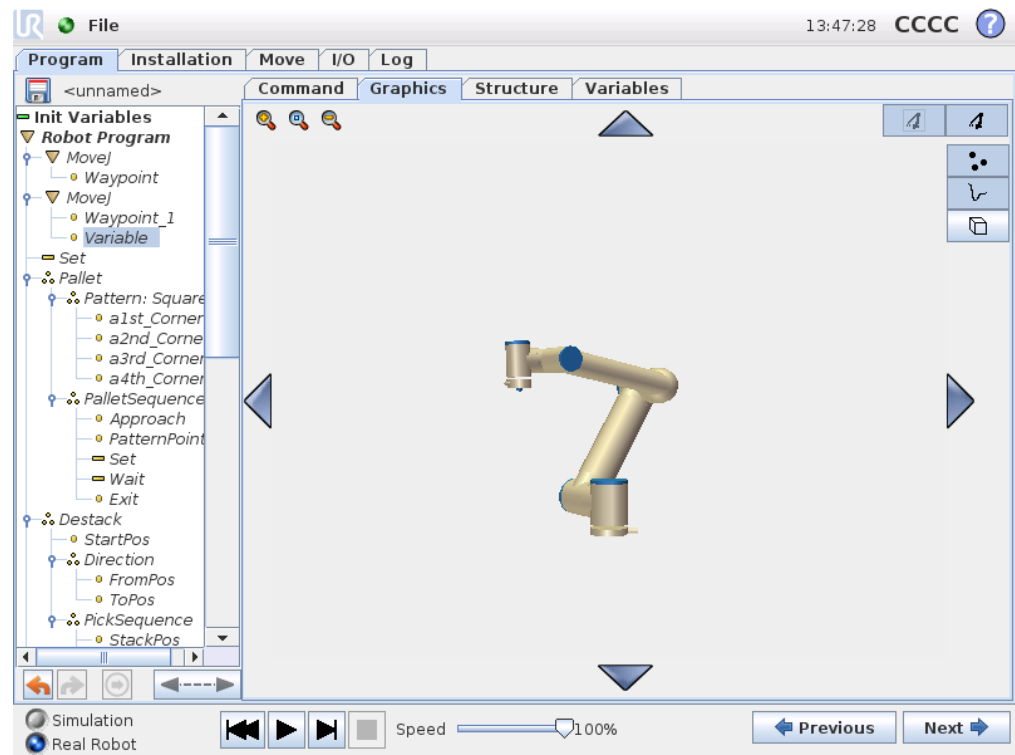 UR File 13:47:28 CCCC ?
Program Installation Move I/O Log
<unnamed>
Command Graphics Structure Variables
Init Variables
Robot Program
MoveJ
Waypoint
MoveJ
Waypoint_1
Variable
Set
Pallet
Pattern: Square
a1st_Corner
a2nd_Corne
a3rd_Corner
a4th_Corner
PalletSequence
Approach
PatternPoint
Set
Wait
Exit
Destack
StartPos
Direction
FromPos
ToPos
PickSequence
StackPos
Simulation
Real Robot
Speed 100%
Previous Next